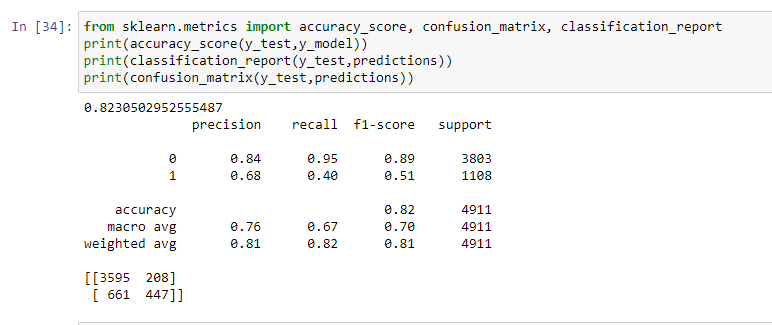 In [34]: from sklearn.metrics import accuracy_score, confusion_matrix, classification_report
print(accuracy_score(y_test,y_model))
print(classification_report(y_test,predictions))
print(confusion_matrix(y_test,predictions))
0.8230502952555487
precision recall f1-score support
0 0.84 0.95 0.89 3803
1 0.68 0.40 0.51 1108
accuracy 0.82 4911
macro avg 0.76 0.67 0.70 4911
weighted avg 0.81 0.82 0.81 4911
[[3595 208]
[ 661 447]]